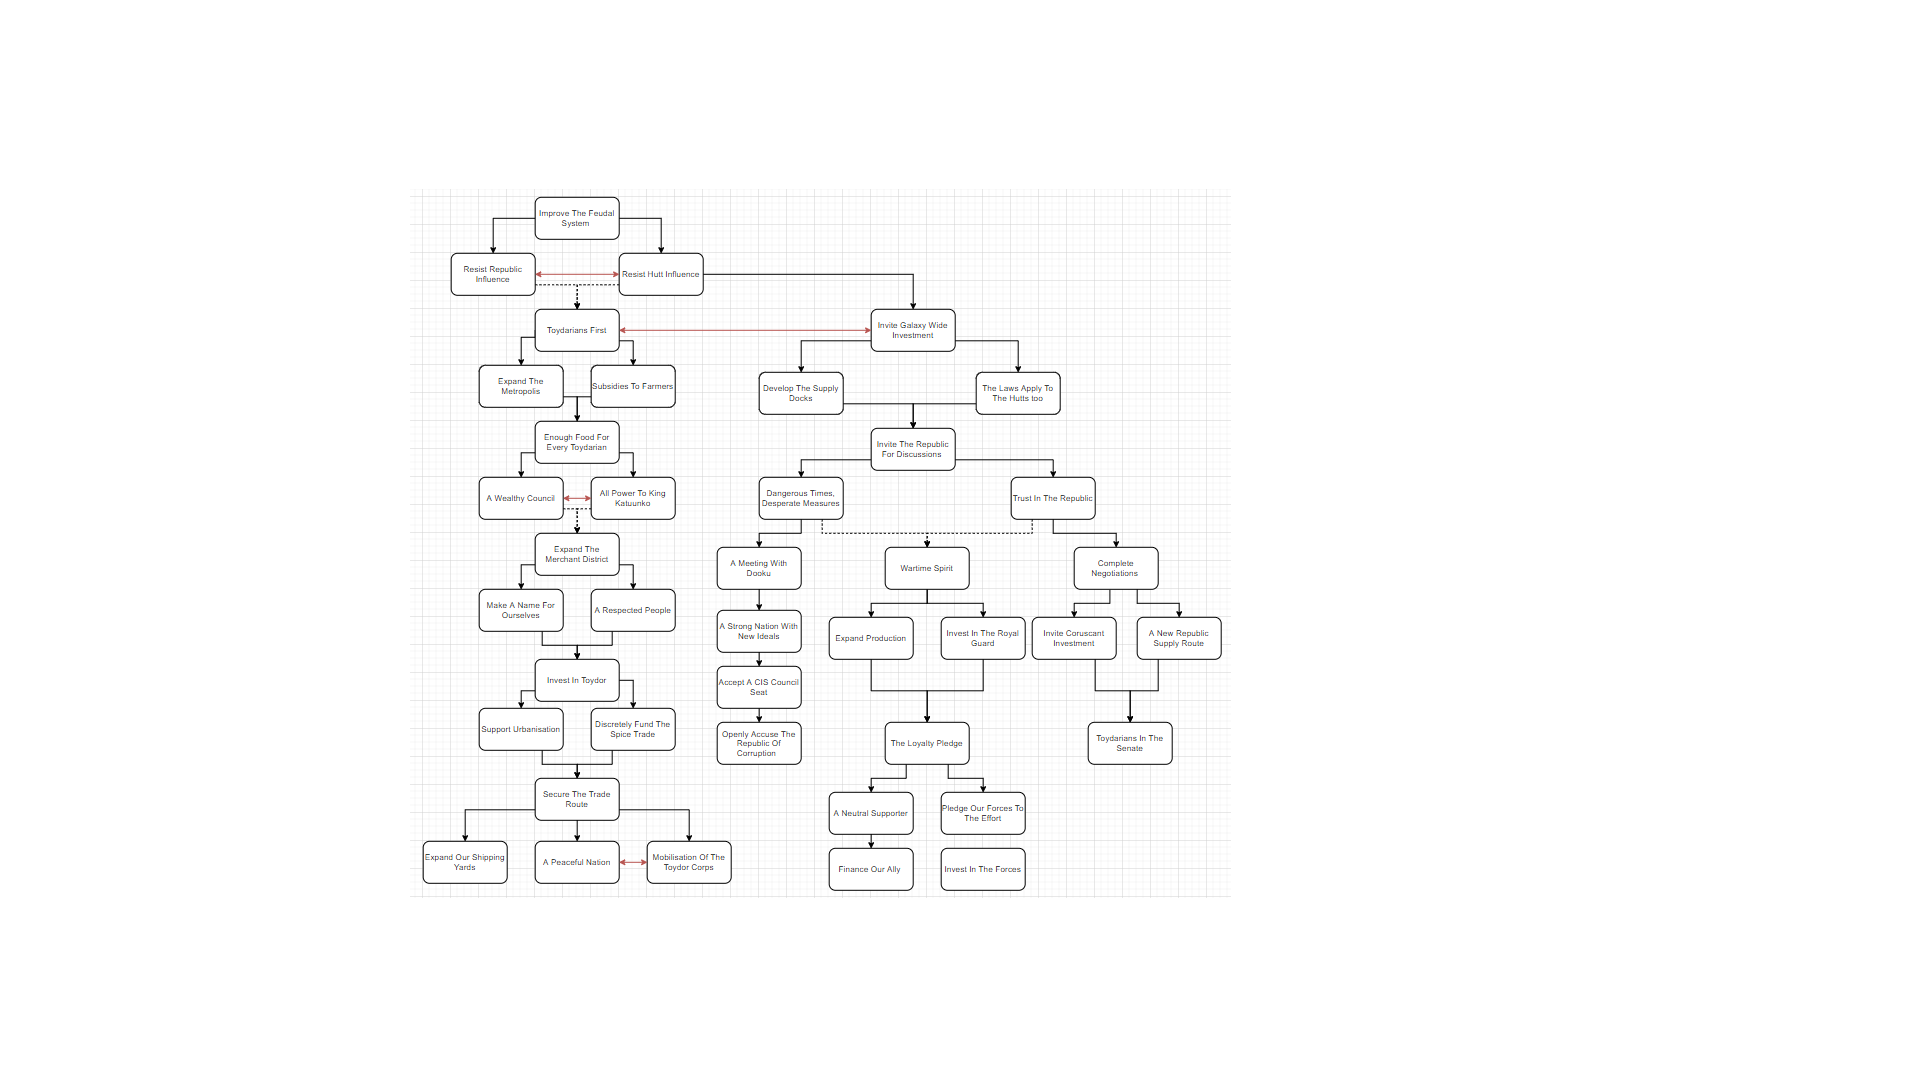 Improve The Feudal
System
Resist Republic
Influence
Resist Hutt Influence
Toydarians First
Invite Galaxy Wide
Investment
Expand The
Metropolis
Subsidies To Farmers
Develop The Supply
Docks
The Laws Apply To
The Hutts too
Enough Food For
Every Toydarian
Invite The Republic
For Discussions
A Wealthy Council
All Power To King
Katuunko
Dangerous Times,
Desperate Measures
Trust In The Republic
Expand The
Merchant District
A Meeting With
Dooku
Wartime Spirit
Complete
Negotiations
Make A Name For
Ourselves
A Respected People
A Strong Nation With
New Ideals
Expand Production
Invest In The Royal
Guard
Invite Coruscant
Investment
A New Republic
Supply Route
Invest In Toydor
Accept A CIS Council
Seat
Support Urbanisation
Discretely Fund The
Spice Trade
Openly Accuse The
Republic Of
Corruption
The Loyalty Pledge
Toydarians In The
Senate
Secure The Trade
Route
A Neutral Supporter
Pledge Our Forces To
The Effort
Expand Our Shipping
Yards
A Peaceful Nation
Mobilisation Of The
Toydor Corps
Finance Our Ally
Invest In The Forces